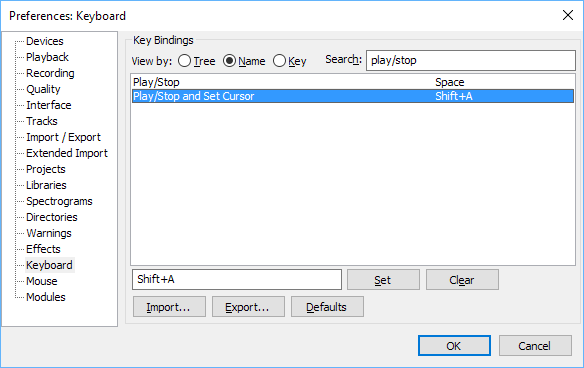 Preferences: Keyboard
Devices
Playback
Recording
Quality
Interface
Tracks
Import / Export
Extended Import
Projects
Libraries
Spectrograms
Directories
Warnings
Effects
Keyboard
Mouse
Modules
Key Bindings
View by: Tree Name Key Search: play/stop
Play/Stop Space
Play/Stop and Set Cursor Shift+A
Shift+A Set Clear
Import... Export... Defaults
OK Cancel